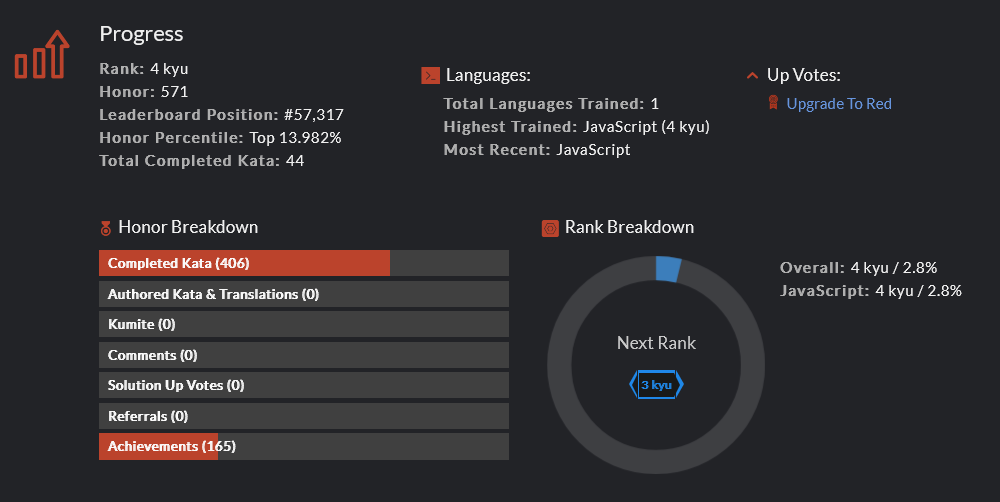 Progress
Rank: 4 kyu
Honor: 571
Leaderboard Position: #57,317
Honor Percentile: Top 13.982%
Total Completed Kata: 44
Languages:
Total Languages Trained: 1
Highest Trained: JavaScript (4 kyu)
Most Recent: JavaScript
Up Votes:
Upgrade To Red
Honor Breakdown
Completed Kata (406)
Authored Kata & Translations (0)
Kumite (0)
Comments (0)
Solution Up Votes (0)
Referrals (0)
Achievements (165)
Rank Breakdown
Next Rank
3 kyu
Overall: 4 kyu / 2.8%
JavaScript: 4 kyu / 2.8%